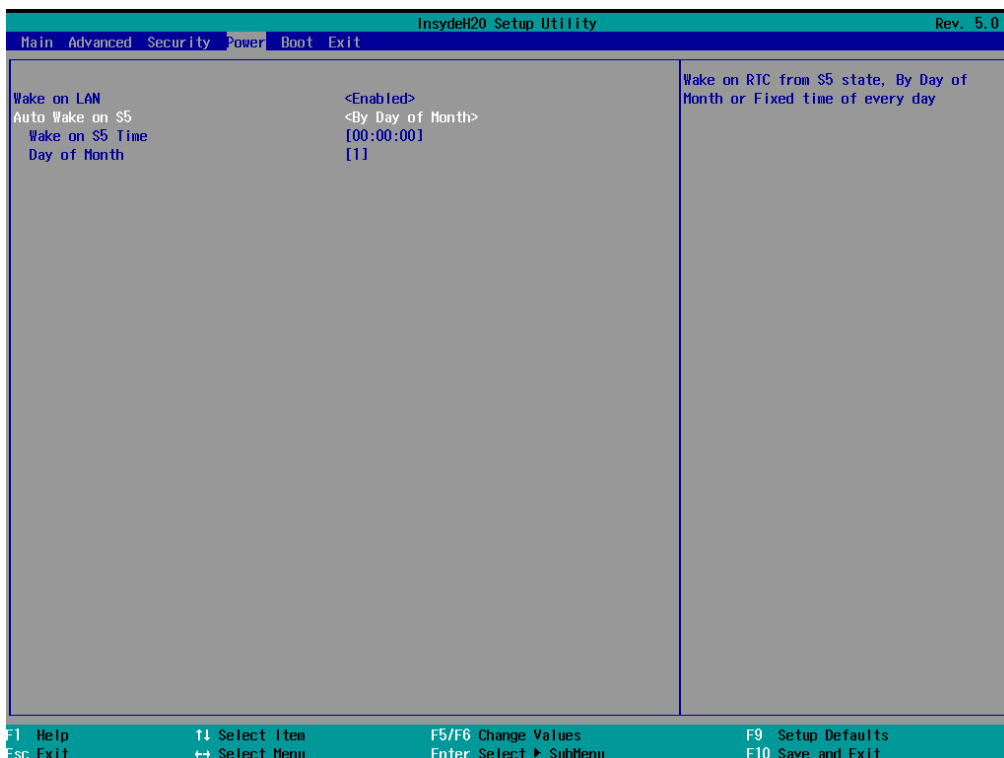 InsydeH20 Setup Utility Rev. 5.0
Main Advanced Security Power Boot Exit
Wake on LAN <Enabled>
Auto Wake on S5 <By Day of Month>
Wake on S5 Time [00:00:00]
Day of Month [1]
Wake on RTC from S5 state, By Day of
Month or Fixed time of every day
F1 Help ↑↓ Select Item F5/F6 Change Values F9 Setup Defaults
Esc Exit ←→ Select Menu Enter Select ▶ SubMenu F10 Save and Exit